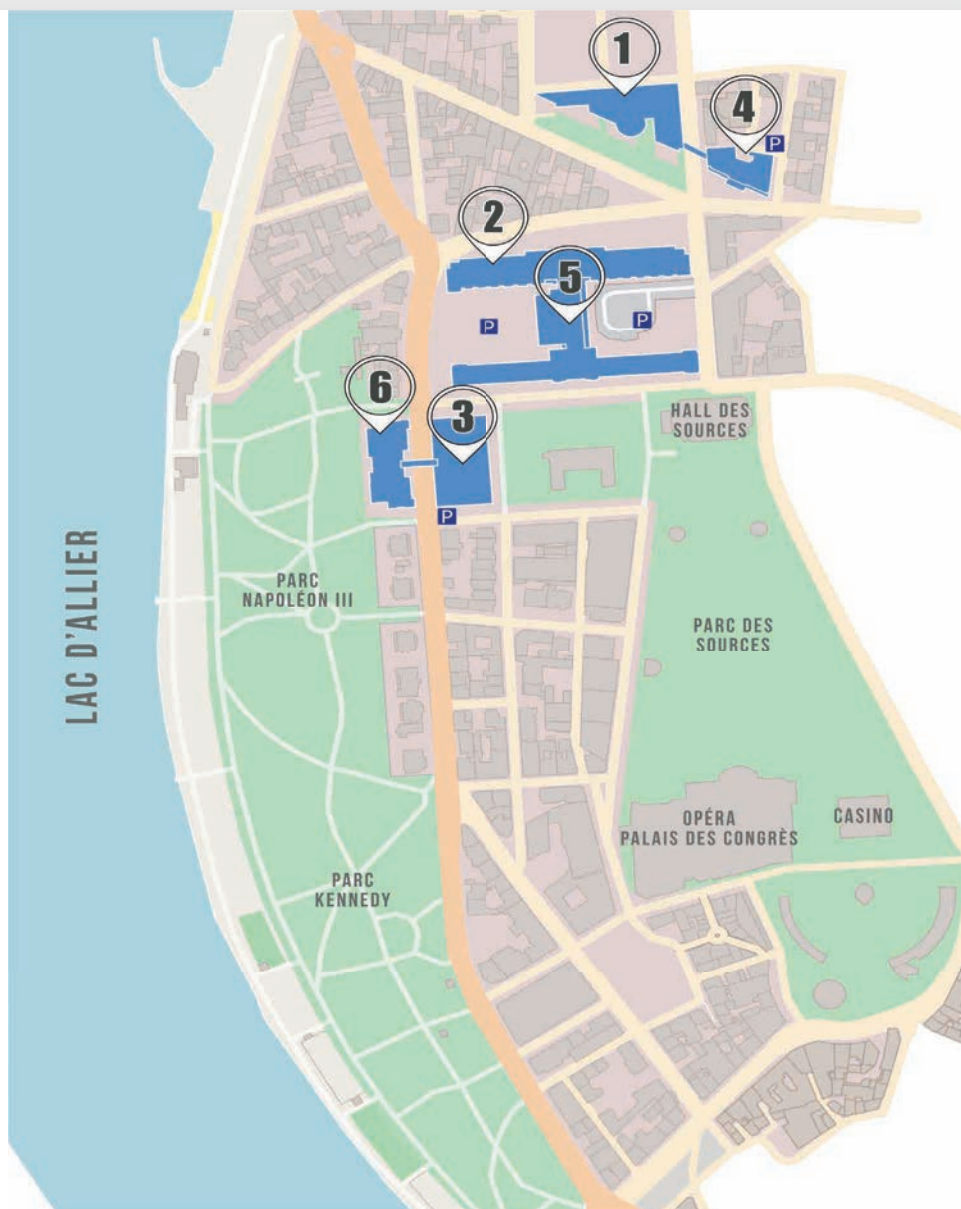 1
4
P
2
5
P
P
6
3
HALL DES
SOURCES
P
LAC D'ALLIER
PARC
NAPOLÉON III
PARC DES
SOURCES
OPÉRA
PALAIS DES CONGRÈS
CASINO
PARC
KENNEDY